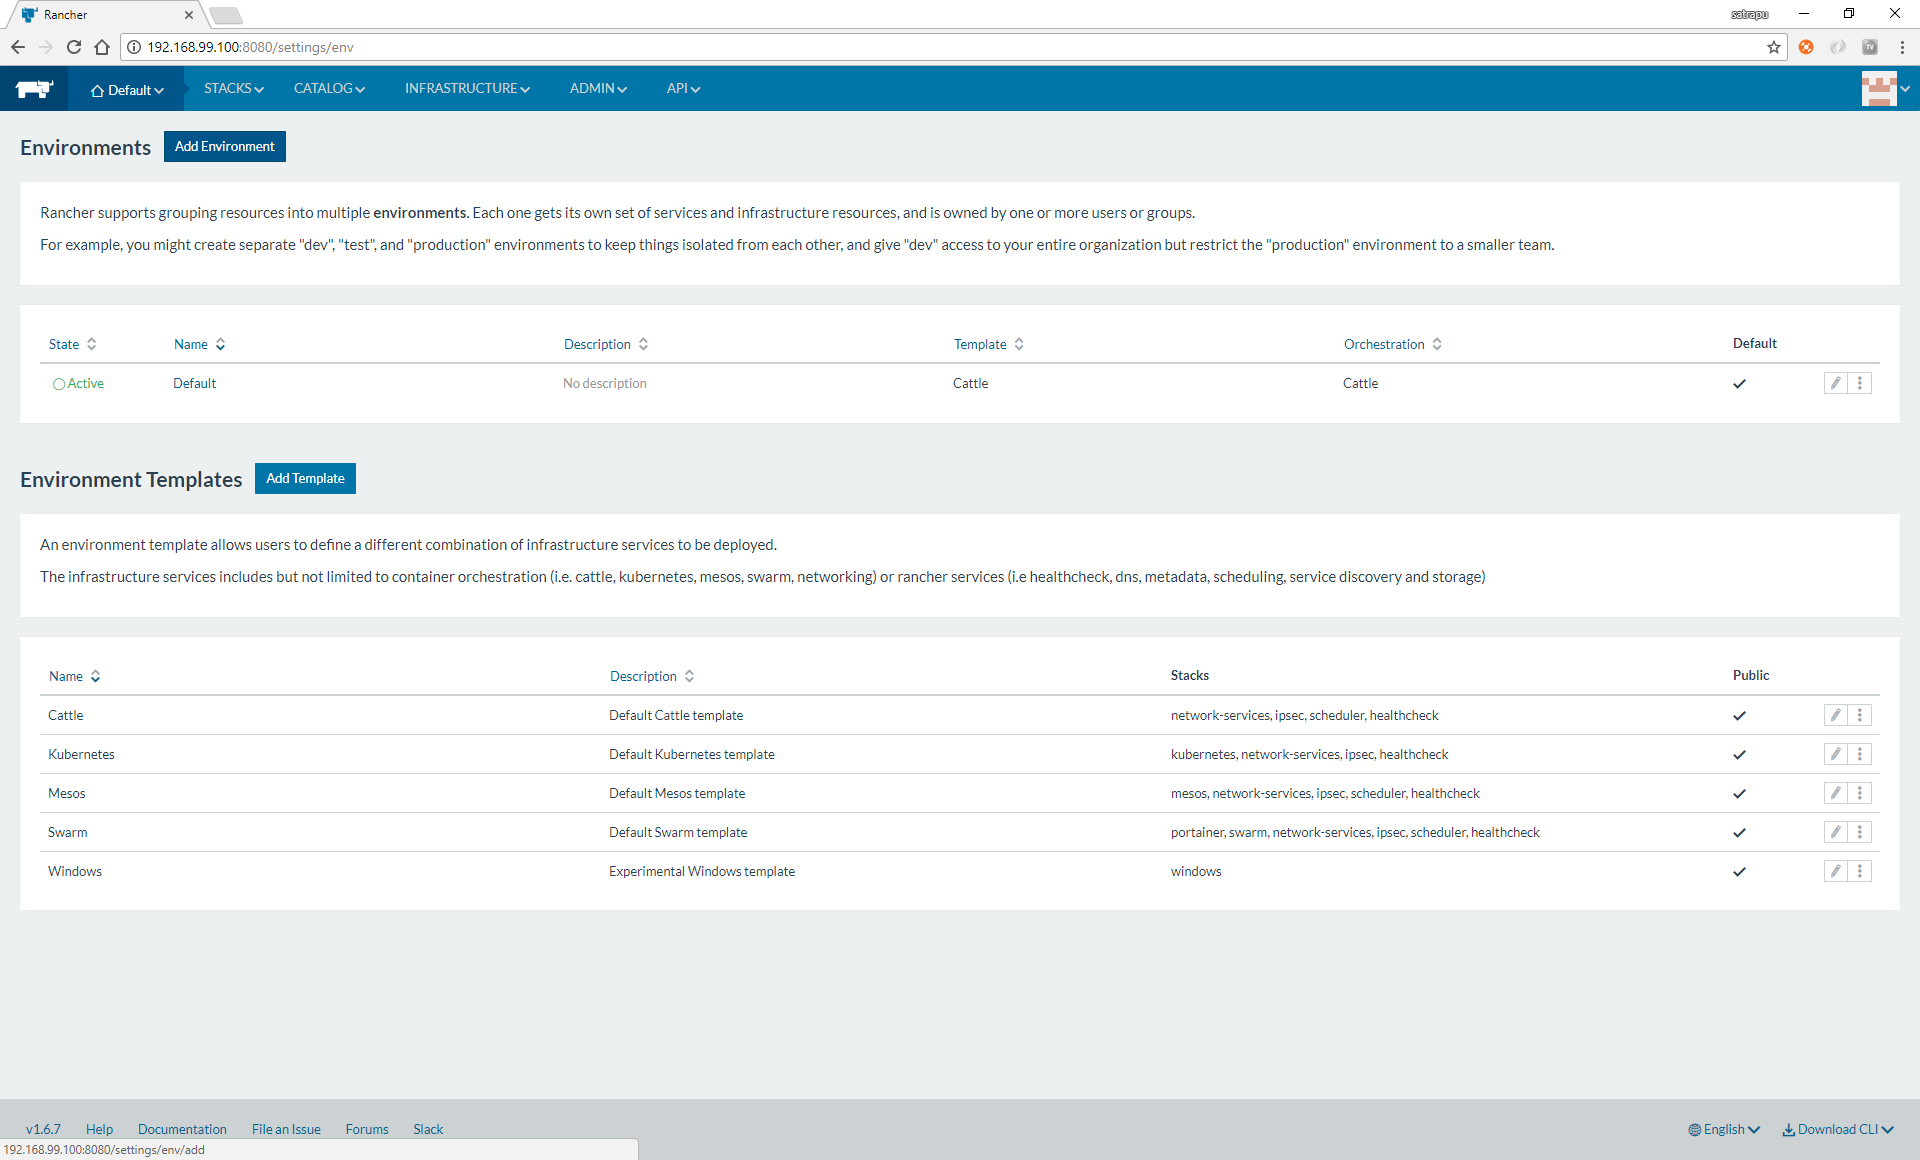 Rancher
satrapu
192.168.99.100:8080/settings/env
Default STACKS CATALOG INFRASTRUCTURE ADMIN API
Environments Add Environment
Rancher supports grouping resources into multiple environments. Each one gets its own set of services and infrastructure resources, and is owned by one or more users or groups.
For example, you might create separate "dev", "test", and "production" environments to keep things isolated from each other, and give "dev" access to your entire organization but restrict the "production" environment to a smaller team.
State Name Description Template Orchestration Default
Active Default No description Cattle Cattle
Environment Templates Add Template
An environment template allows users to define a different combination of infrastructure services to be deployed.
The infrastructure services includes but not limited to container orchestration (i.e. cattle, kubernetes, mesos, swarm, networking) or rancher services (i.e healthcheck, dns, metadata, scheduling, service discovery and storage)
Name Description Stacks Public
Cattle Default Cattle template network-services, ipsec, scheduler, healthcheck
Kubernetes Default Kubernetes template kubernetes, network-services, ipsec, healthcheck
Mesos Default Mesos template mesos, network-services, ipsec, scheduler, healthcheck
Swarm Default Swarm template portainer, swarm, network-services, ipsec, scheduler, healthcheck
Windows Experimental Windows template windows
v1.6.7 Help Documentation File an Issue Forums Slack English Download CLI
192.168.99.100:8080/settings/env/add